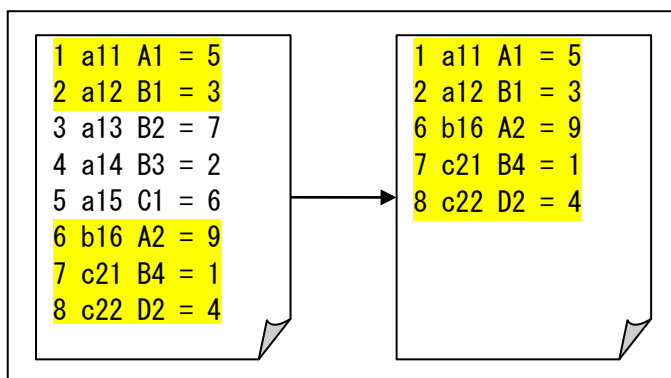 1 a11 A1 = 5
2 a12 B1 = 3
3 a13 B2 = 7
4 a14 B3 = 2
5 a15 C1 = 6
6 b16 A2 = 9
7 c21 B4 = 1
8 c22 D2 = 4
1 a11 A1 = 5
2 a12 B1 = 3
6 b16 A2 = 9
7 c21 B4 = 1
8 c22 D2 = 4